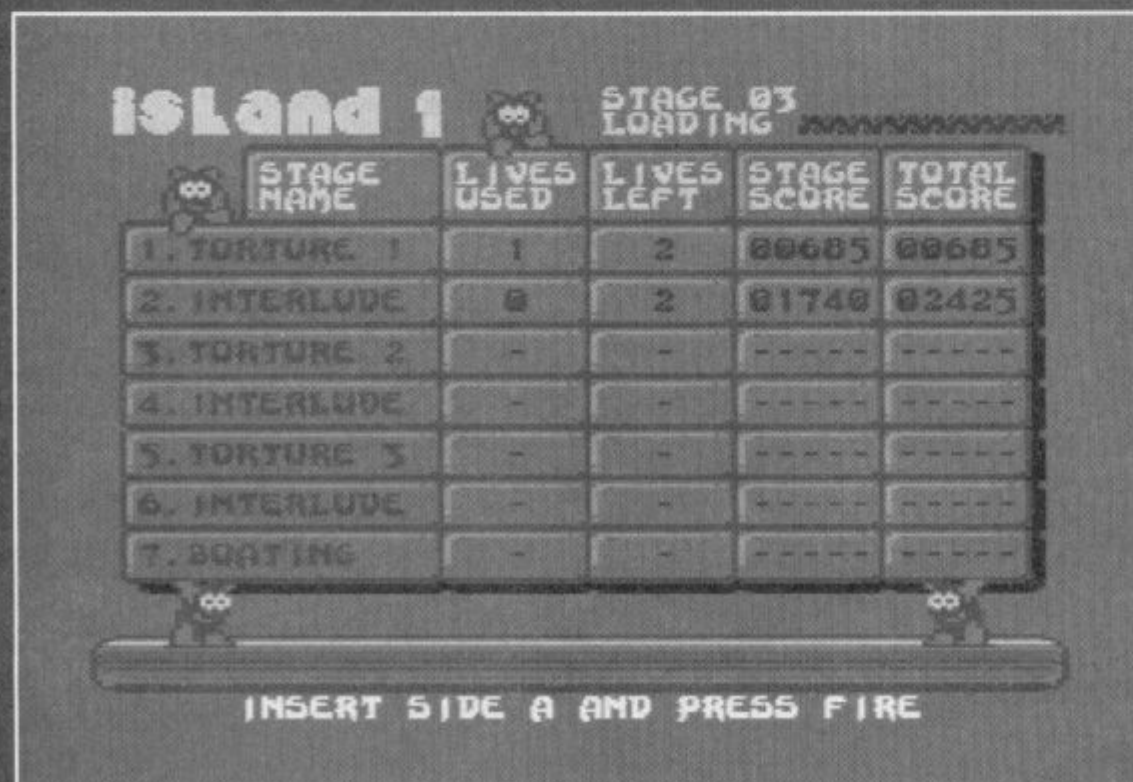 island 1
STAGE 03
LOADING
STAGE NAME LIVES USED LIVES LEFT STAGE SCORE TOTAL SCORE
1. TORTURE 1 1 2 00685 00685
2. INTERLUDE 0 2 01740 02425
3. TORTURE 2 - - ----- -----
4. INTERLUDE - - ----- -----
5. TORTURE 3 - - ----- -----
6. INTERLUDE - - ----- -----
7. BOATING - - ----- -----
INSERT SIDE A AND PRESS FIRE